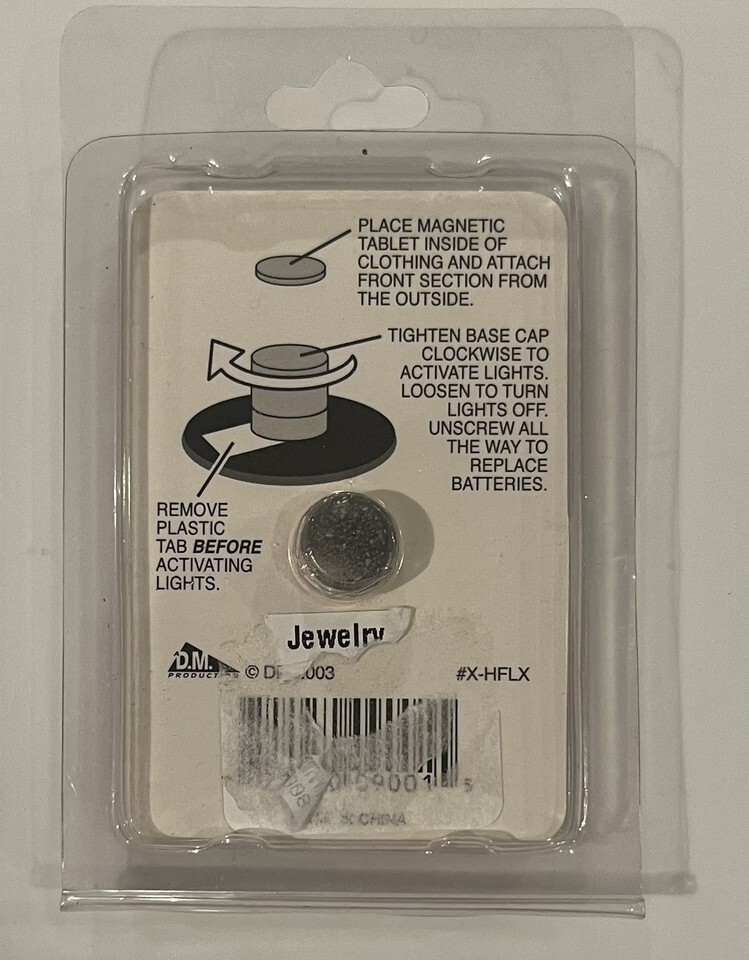 PLACE MAGNETIC
TABLET INSIDE OF
CLOTHING AND ATTACH
FRONT SECTION FROM
THE OUTSIDE.
TIGHTEN BASE CAP
CLOCKWISE TO
ACTIVATE LIGHTS.
LOOSEN TO TURN
LIGHTS OFF.
UNSCREW ALL
THE WAY TO
REPLACE
BATTERIES.
REMOVE
PLASTIC
TAB BEFORE
ACTIVATING
LIGHTS.
Jewelry
D.M.
© #X-HFLX
CHINA